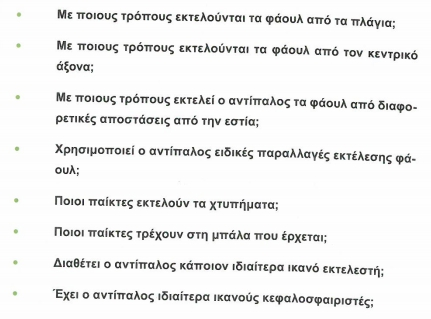 • Με ποιους τρόπους εκτελούνται τα φάουλ από τα πλάγια;
• Με ποιους τρόπους εκτελούνται τα φάουλ από τον κεντρικό
άξονα;
• Με ποιους τρόπους εκτελεί ο αντίπαλος τα φάουλ από διαφο-
ρετικές αποστάσεις από την εστία;
• Χρησιμοποιεί ο αντίπαλος ειδικές παραλλαγές εκτέλεσης φά-
ουλ;
• Ποιοι παίκτες εκτελούν τα χτυπήματα;
• Ποιοι παίκτες τρέχουν στη μπάλα που έρχεται;
• Διαθέτει ο αντίπαλος κάποιον ιδιαίτερα ικανό εκτελεστή;
• Έχει ο αντίπαλος ιδιαίτερα ικανούς κεφαλοσφαιριστές;